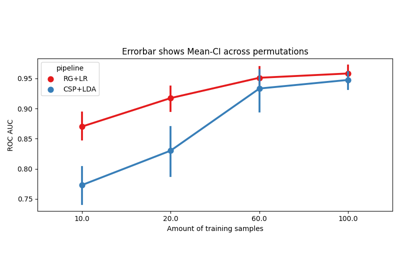 Errorbar shows Mean-CI across permutations
pipeline
RG+LR
CSP+LDA
ROC AUC
0.95
0.90
0.85
0.80
0.75
10.0 20.0 60.0 100.0
Amount of training samples